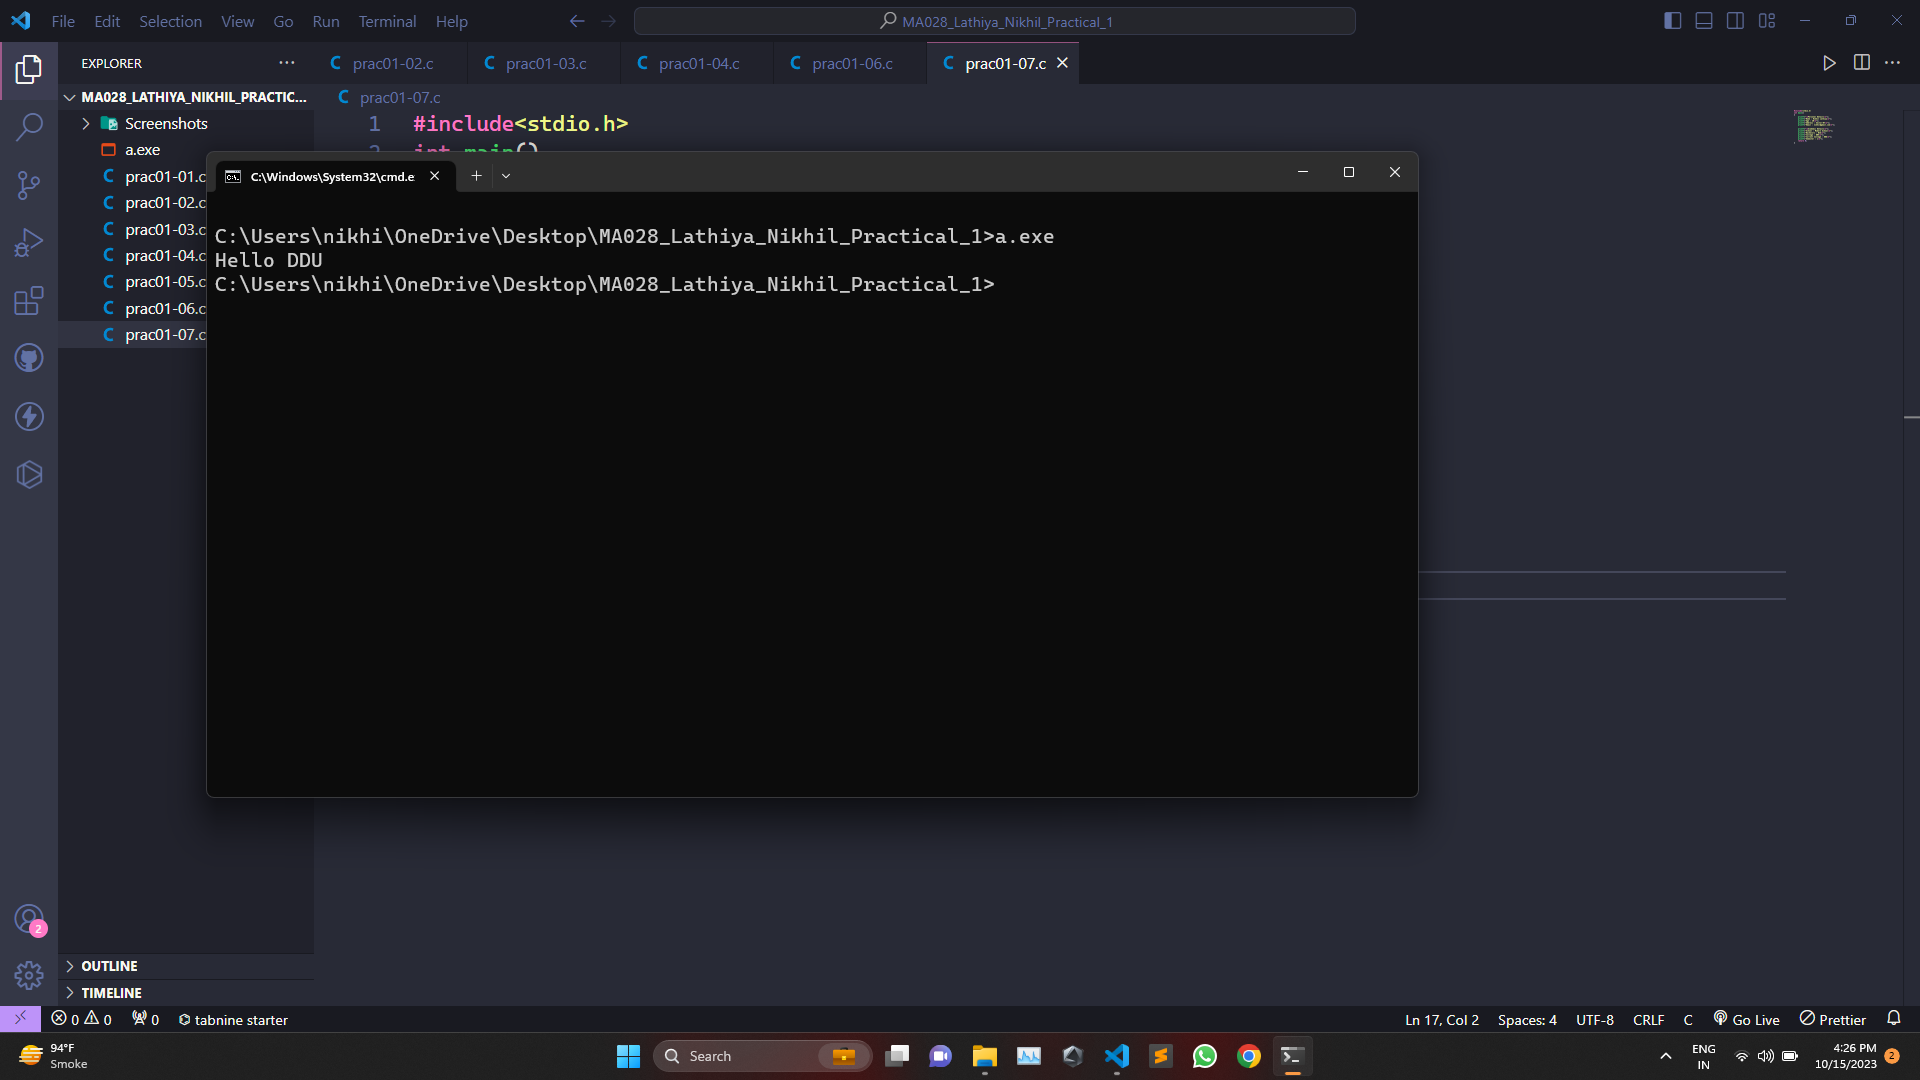 File Edit Selection View Go Run Terminal Help
MA028_Lathiya_Nikhil_Practical_1
EXPLORER
prac01-02.c prac01-03.c prac01-04.c prac01-06.c prac01-07.c
MA028_LATHIYA_NIKHIL_PRACTIC...
prac01-07.c
Screenshots
1 #include<stdio.h>
2 int main()
a.exe
prac01-01.c
prac01-02.c
prac01-03.c
prac01-04.c
prac01-05.c
prac01-06.c
prac01-07.c
C:\Windows\System32\cmd.e
C:\Users\nikhi\OneDrive\Desktop\MA028_Lathiya_Nikhil_Practical_1>a.exe
Hello DDU
C:\Users\nikhi\OneDrive\Desktop\MA028_Lathiya_Nikhil_Practical_1>
2
OUTLINE
TIMELINE
0 0 0 tabnine starter
Ln 17, Col 2 Spaces: 4 UTF-8 CRLF C Go Live Prettier
94°F
Smoke
Search
ENG
IN
4:26 PM
10/15/2023
2